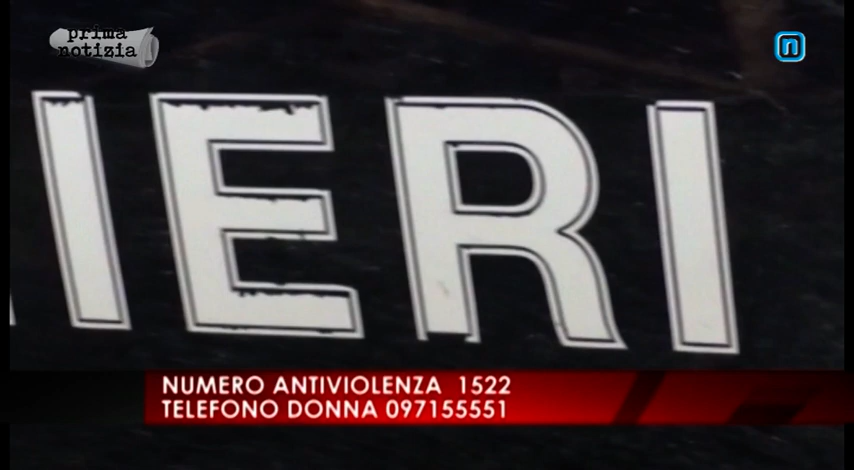 prima
notizia
n
IERI
NUMERO ANTIVIOLENZA 1522
TELEFONO DONNA 097155551